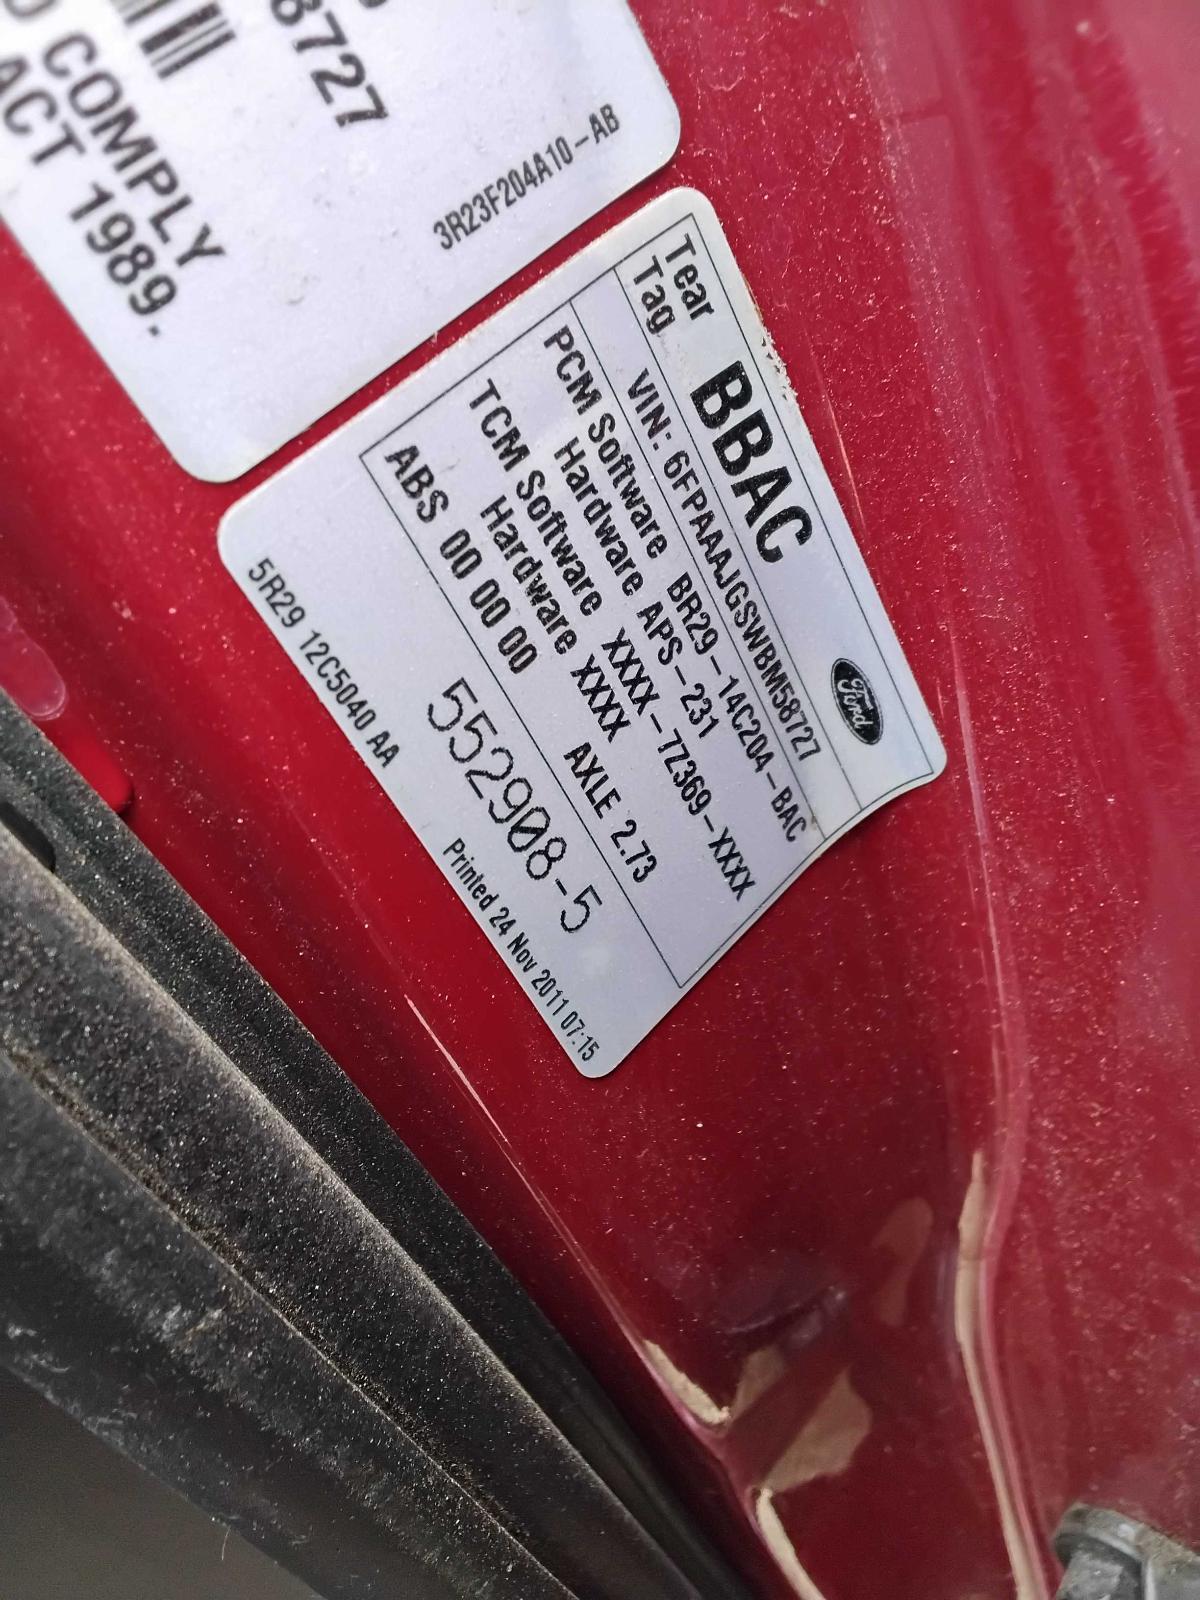 8727
COMPLY
ACT 1989.
3R23F204A10-AB
Tear Tag BBAC Ford
VIN: 6FPAAAJGSWBM58727
PCM Software BR29-14C204-BAC
Hardware APS-231
TCM Software XXXX-7Z369-XXXX
Hardware XXXX
ABS 00 00 00 AXLE 2.73
552908-5
5R29 12C5040 AA Printed 24 Nov 2011 07:15